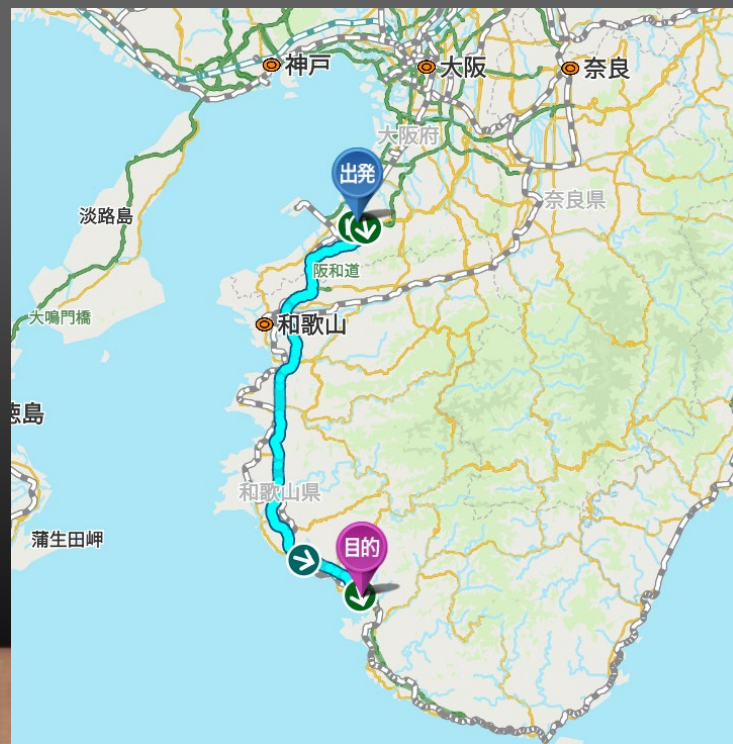 神戸
大阪
奈良
大阪府
出発
奈良県
淡路島
阪和道
大鳴門橋
和歌山
徳島
和歌山県
蒲生田岬
目的